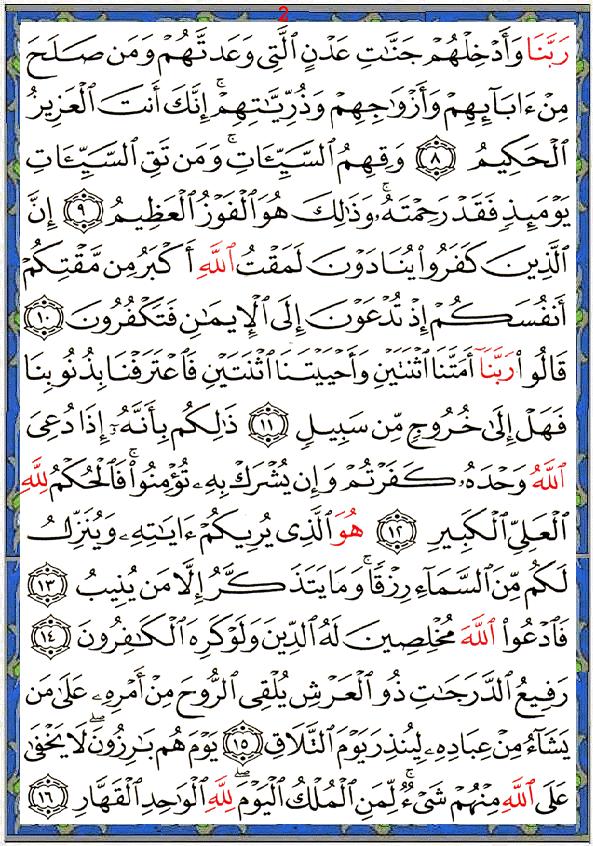 2
رَبَّنَا وَأَدْخِلْهُمْ جَنَّٰتِ عَدْنٍ ٱلَّتِى وَعَدتَّهُمْ وَمَن صَلَحَ
مِنْ ءَابَآئِهِمْ وَأَزْوَٰجِهِمْ وَذُرِّيَّٰتِهِمْ ۚ إِنَّكَ أَنتَ ٱلْعَزِيزُ
ٱلْحَكِيمُ ٨ وَقِهِمُ ٱلسَّيِّـَٔاتِ ۚ وَمَن تَقِ ٱلسَّيِّـَٔاتِ
يَوْمَئِذٍ فَقَدْ رَحِمْتَهُۥ ۚ وَذَٰلِكَ هُوَ ٱلْفَوْزُ ٱلْعَظِيمُ ٩ إِنَّ
ٱلَّذِينَ كَفَرُوا۟ يُنَادَوْنَ لَمَقْتُ ٱللَّهِ أَكْبَرُ مِن مَّقْتِكُمْ
أَنفُسَكُمْ إِذْ تُدْعَوْنَ إِلَى ٱلْإِيمَٰنِ فَتَكْفُرُونَ ١٠
قَالُوا۟ رَبَّنَآ أَمَتَّنَا ٱثْنَتَيْنِ وَأَحْيَيْتَنَا ٱثْنَتَيْنِ فَٱعْتَرَفْنَا بِذُنُوبِنَا
فَهَلْ إِلَىٰ خُرُوجٍ مِّن سَبِيلٍ ١١ ذَٰلِكُم بِأَنَّهُۥٓ إِذَا دُعِىَ
ٱللَّهُ وَحْدَهُۥ كَفَرْتُمْ وَإِن يُشْرَكْ بِهِۦ تُؤْمِنُوا۟ ۚ فَٱلْحُكْمُ لِلَّهِ
ٱلْعَلِىِّ ٱلْكَبِيرِ ١٢ هُوَ ٱلَّذِى يُرِيكُمْ ءَايَٰتِهِۦ وَيُنَزِّلُ
لَكُم مِّنَ ٱلسَّمَآءِ رِزْقًا ۚ وَمَا يَتَذَكَّرُ إِلَّا مَن يُنِيبُ ١٣
فَٱدْعُوا۟ ٱللَّهَ مُخْلِصِينَ لَهُ ٱلدِّينَ وَلَوْ كَرِهَ ٱلْكَٰفِرُونَ ١٤
رَفِيعُ ٱلدَّرَجَٰتِ ذُو ٱلْعَرْشِ يُلْقِى ٱلرُّوحَ مِنْ أَمْرِهِۦ عَلَىٰ مَن
يَشَآءُ مِنْ عِبَادِهِۦ لِيُنذِرَ يَوْمَ ٱلتَّلَاقِ ١٥ يَوْمَ هُم بَٰرِزُونَ ۖ لَا يَخْفَىٰ
عَلَى ٱللَّهِ مِنْهُمْ شَىْءٌ ۚ لِّمَنِ ٱلْمُلْكُ ٱلْيَوْمَ ۖ لِلَّهِ ٱلْوَٰحِدِ ٱلْقَهَّارِ ١٦